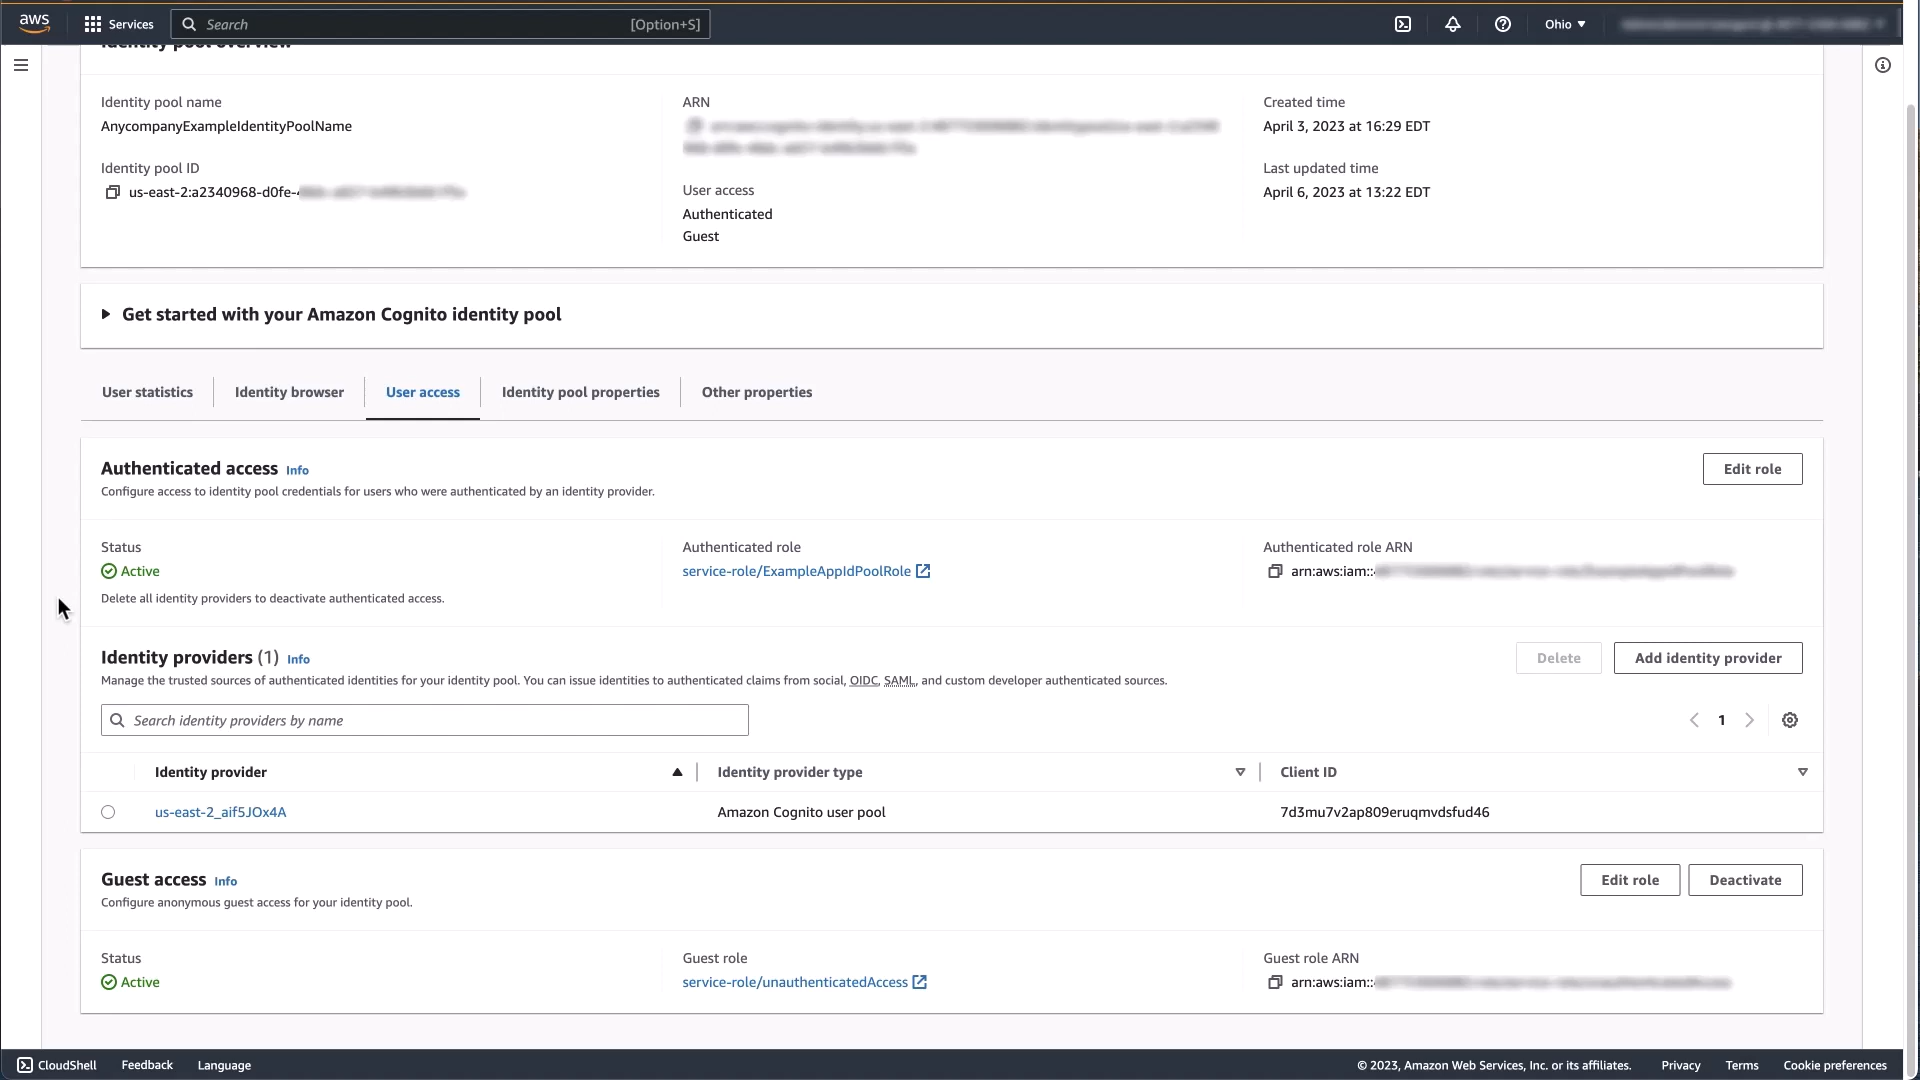 aws
Services
Search
[Option+S]
Ohio
Identity pool overview
Identity pool name
AnycompanyExampleIdentityPoolName
Identity pool ID
us-east-2:a2340968-d0fe-
ARN
User access
Authenticated
Guest
Created time
April 3, 2023 at 16:29 EDT
Last updated time
April 6, 2023 at 13:22 EDT
Get started with your Amazon Cognito identity pool
User statistics
Identity browser
User access
Identity pool properties
Other properties
Authenticated access Info
Configure access to identity pool credentials for users who were authenticated by an identity provider.
Edit role
Status
Active
Delete all identity providers to deactivate authenticated access.
Authenticated role
service-role/ExampleAppIdPoolRole
Authenticated role ARN
arn:aws:iam::
Identity providers (1) Info
Manage the trusted sources of authenticated identities for your identity pool. You can issue identities to authenticated claims from social, OIDC, SAML, and custom developer authenticated sources.
Delete
Add identity provider
Search identity providers by name
1
Identity provider
Identity provider type
Client ID
us-east-2_aif5JOx4A
Amazon Cognito user pool
7d3mu7v2ap809eruqmvdsfud46
Guest access Info
Configure anonymous guest access for your identity pool.
Edit role
Deactivate
Status
Active
Guest role
service-role/unauthenticatedAccess
Guest role ARN
arn:aws:iam::
CloudShell
Feedback
Language
© 2023, Amazon Web Services, Inc. or its affiliates.
Privacy
Terms
Cookie preferences